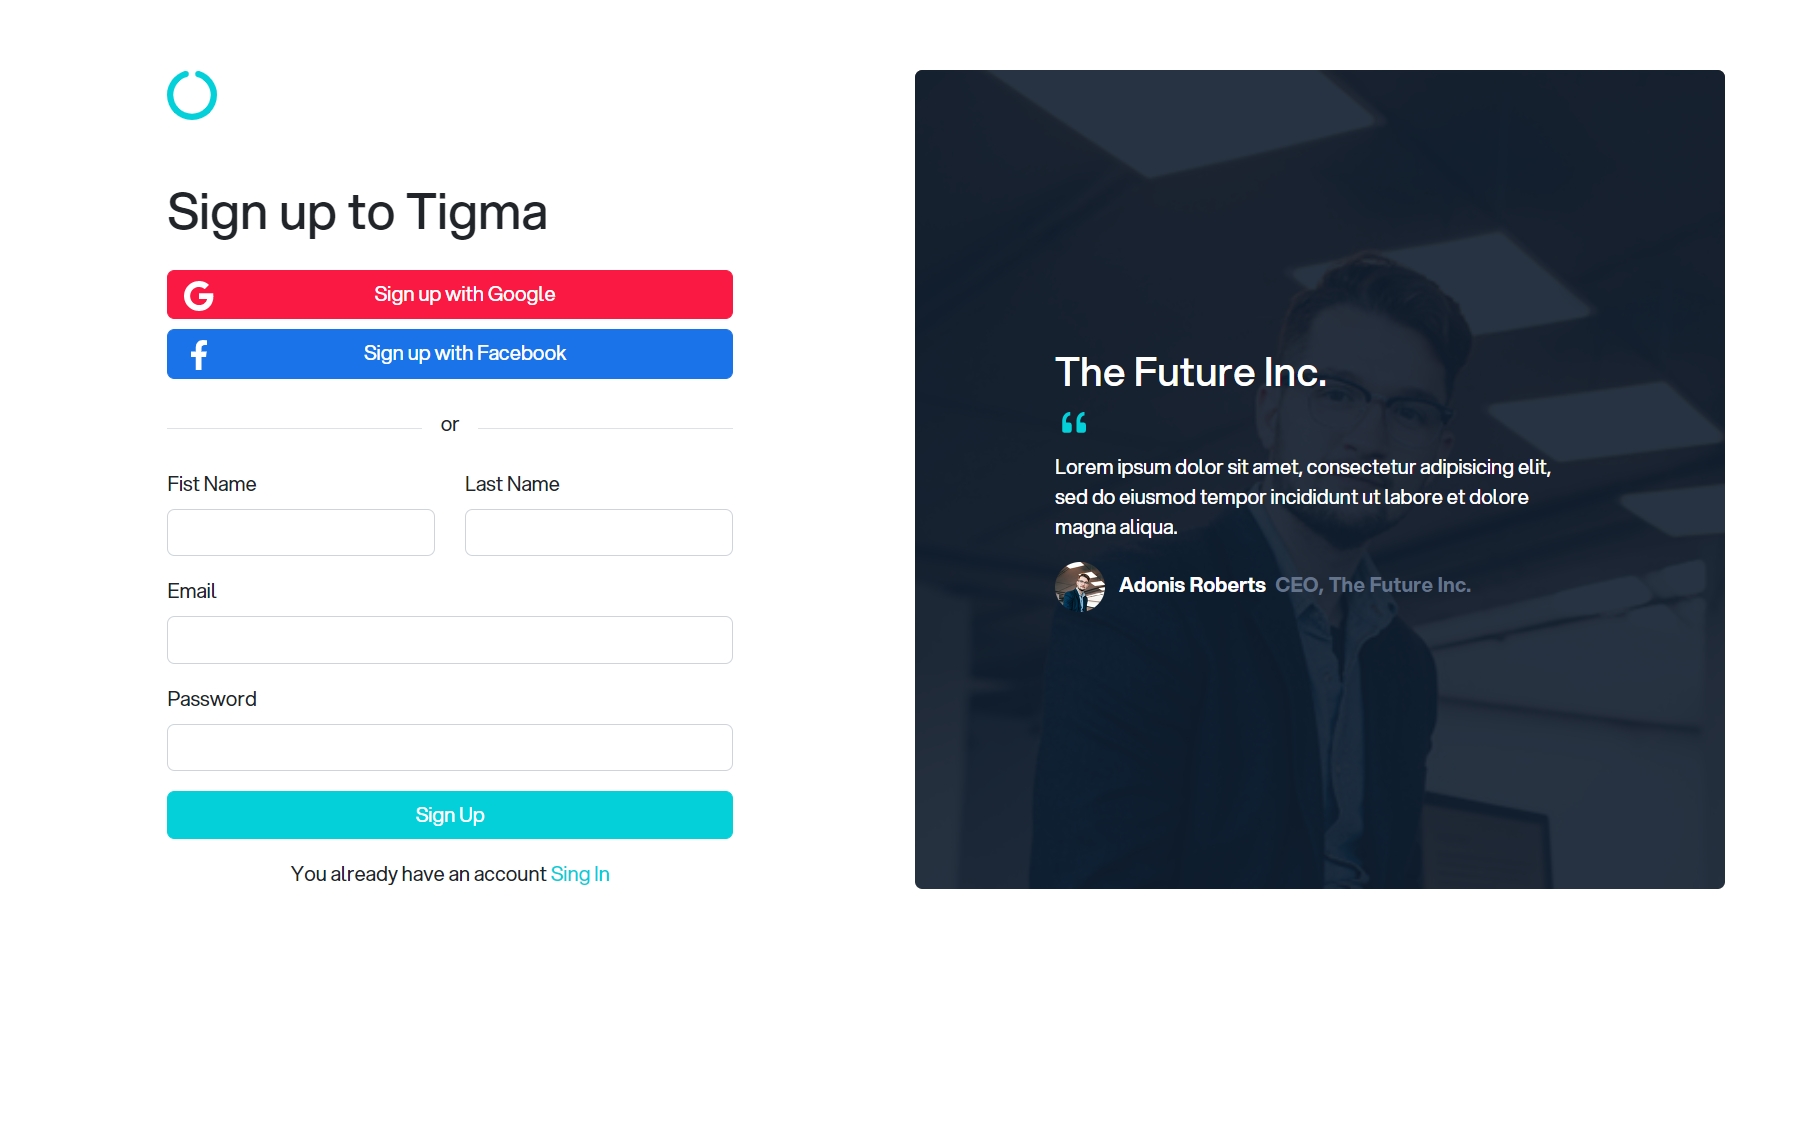 Sign up to Tigma
Sign up with Google
Sign up with Facebook
or
Fist Name
Last Name
Email
Password
Sign Up
You already have an account Sing In
The Future Inc.
“
Lorem ipsum dolor sit amet, consectetur adipisicing elit,
sed do eiusmod tempor incididunt ut labore et dolore
magna aliqua.
Adonis Roberts CEO, The Future Inc.